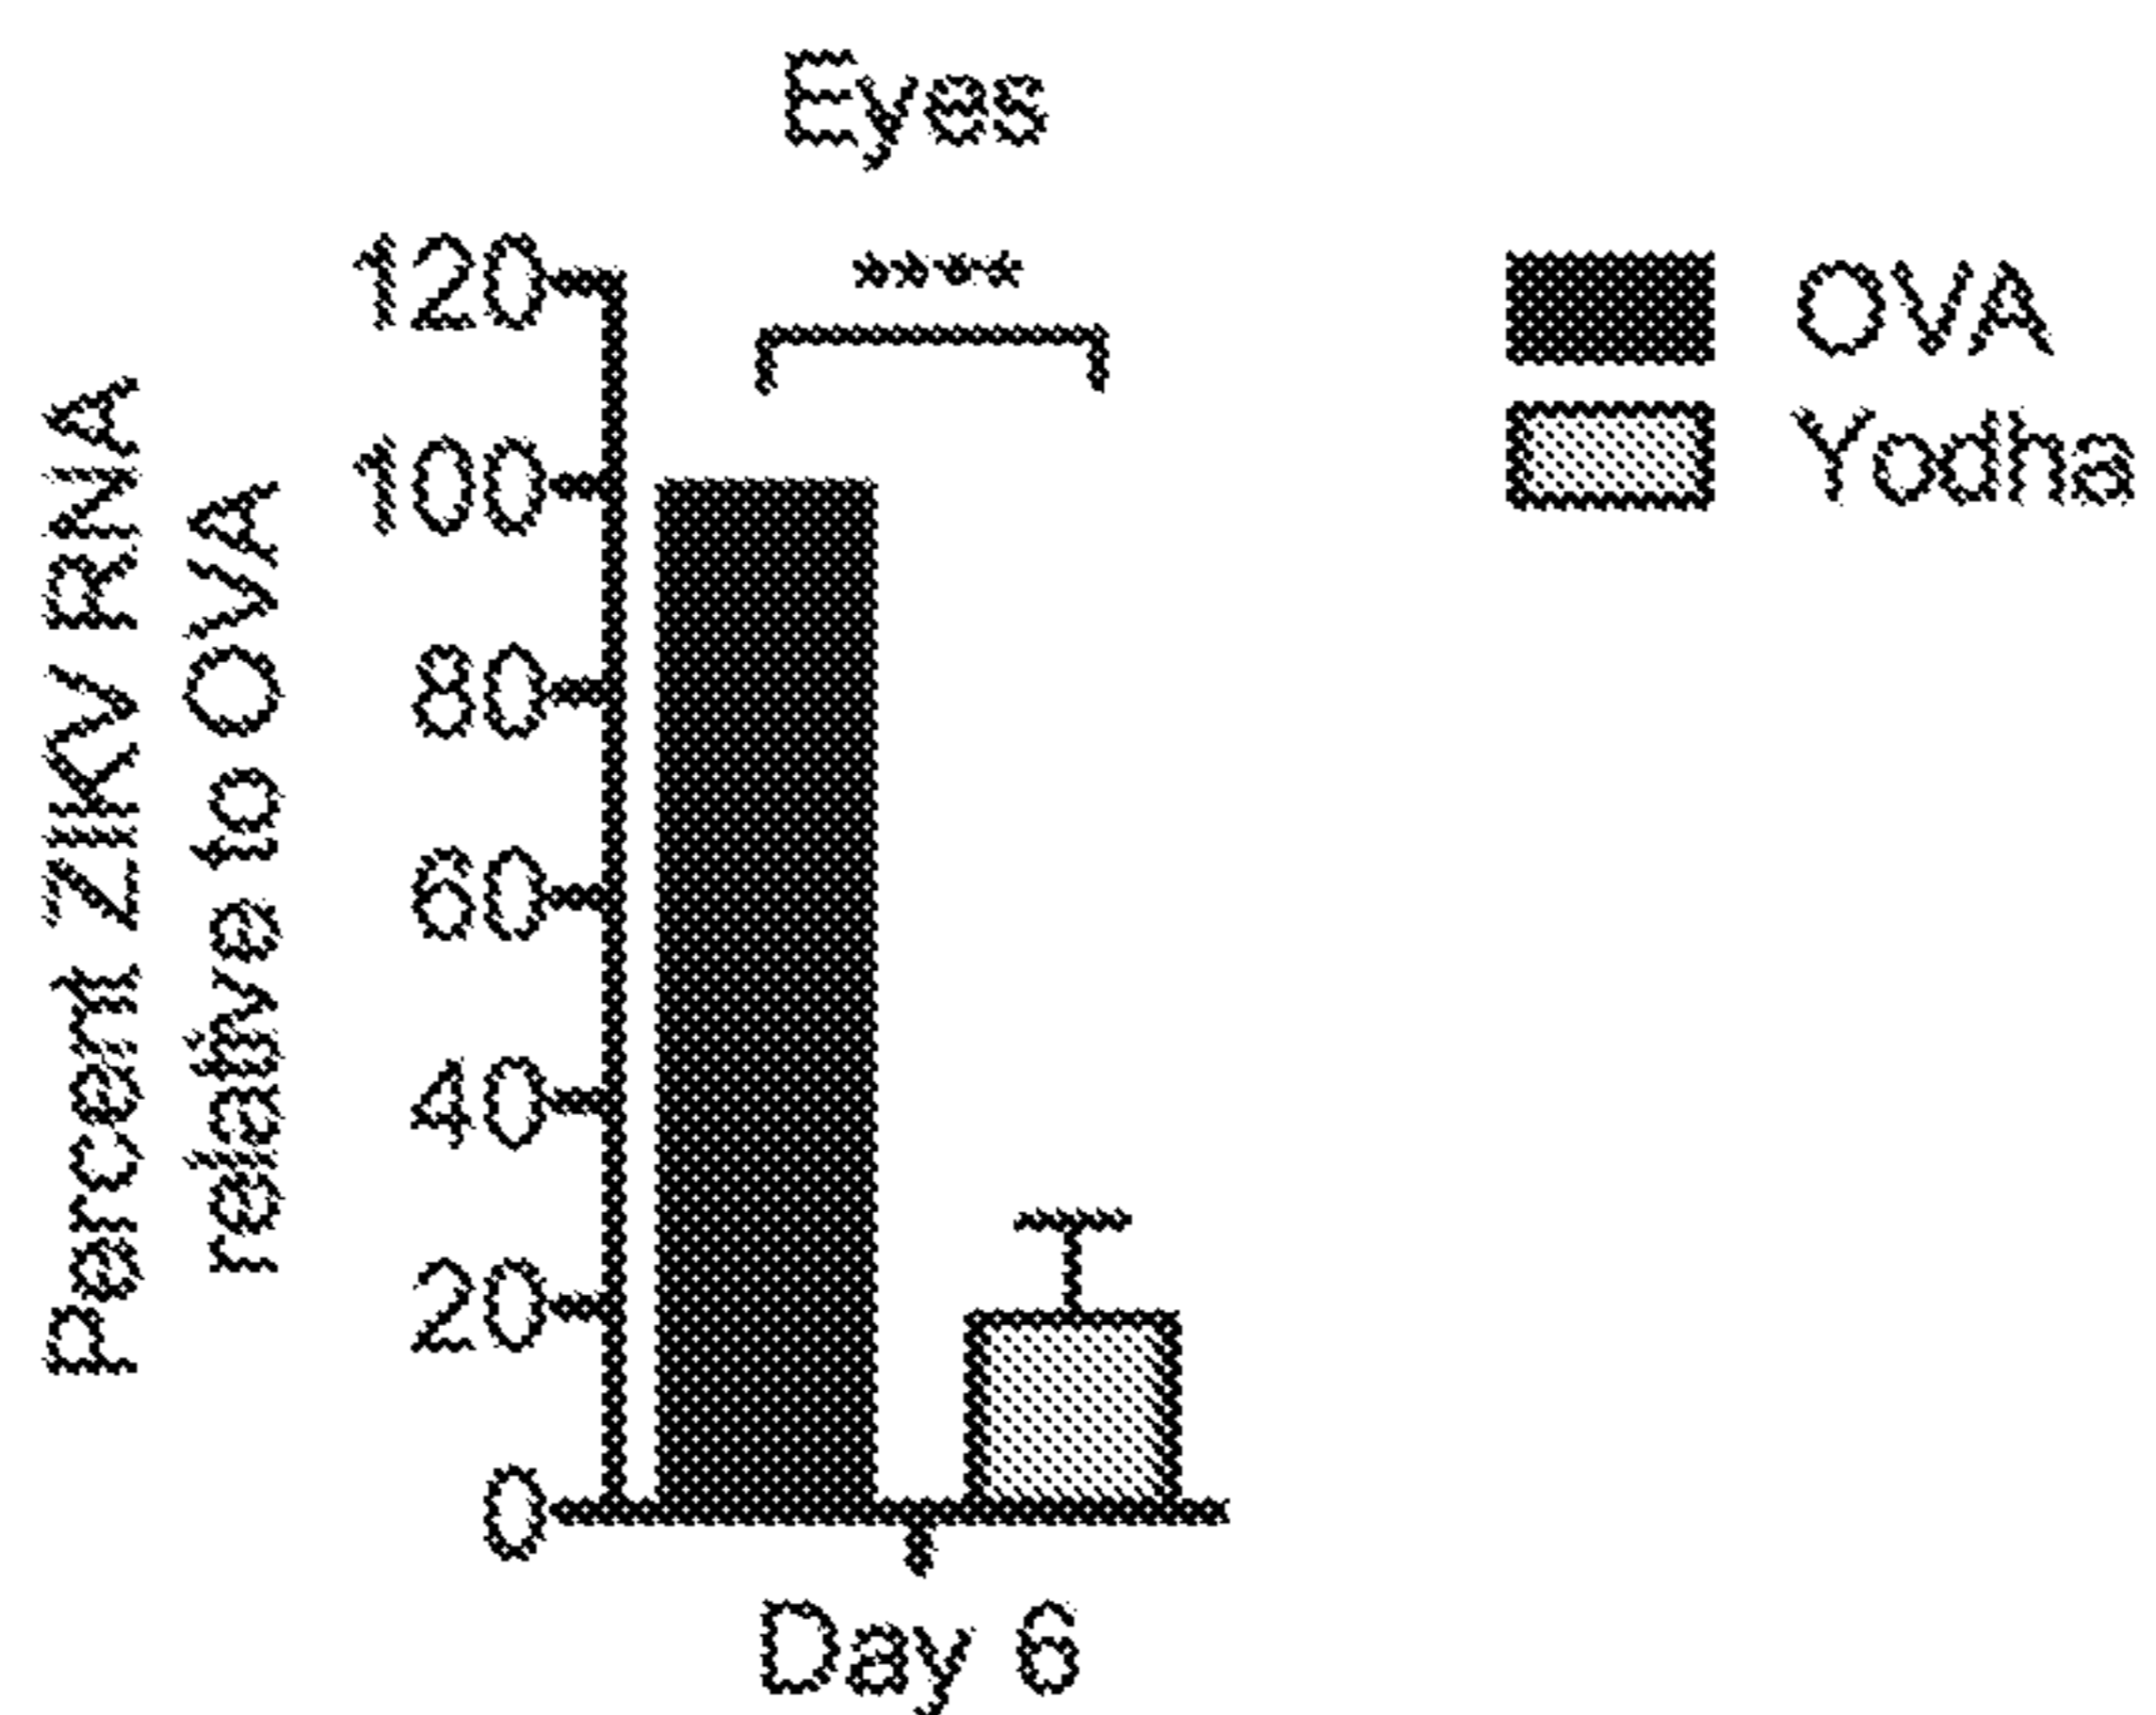 Eyes
****
OVA
Yodha
Percent ZIKV RNA
relative to OVA
120
100
80
60
40
20
0
Day 6